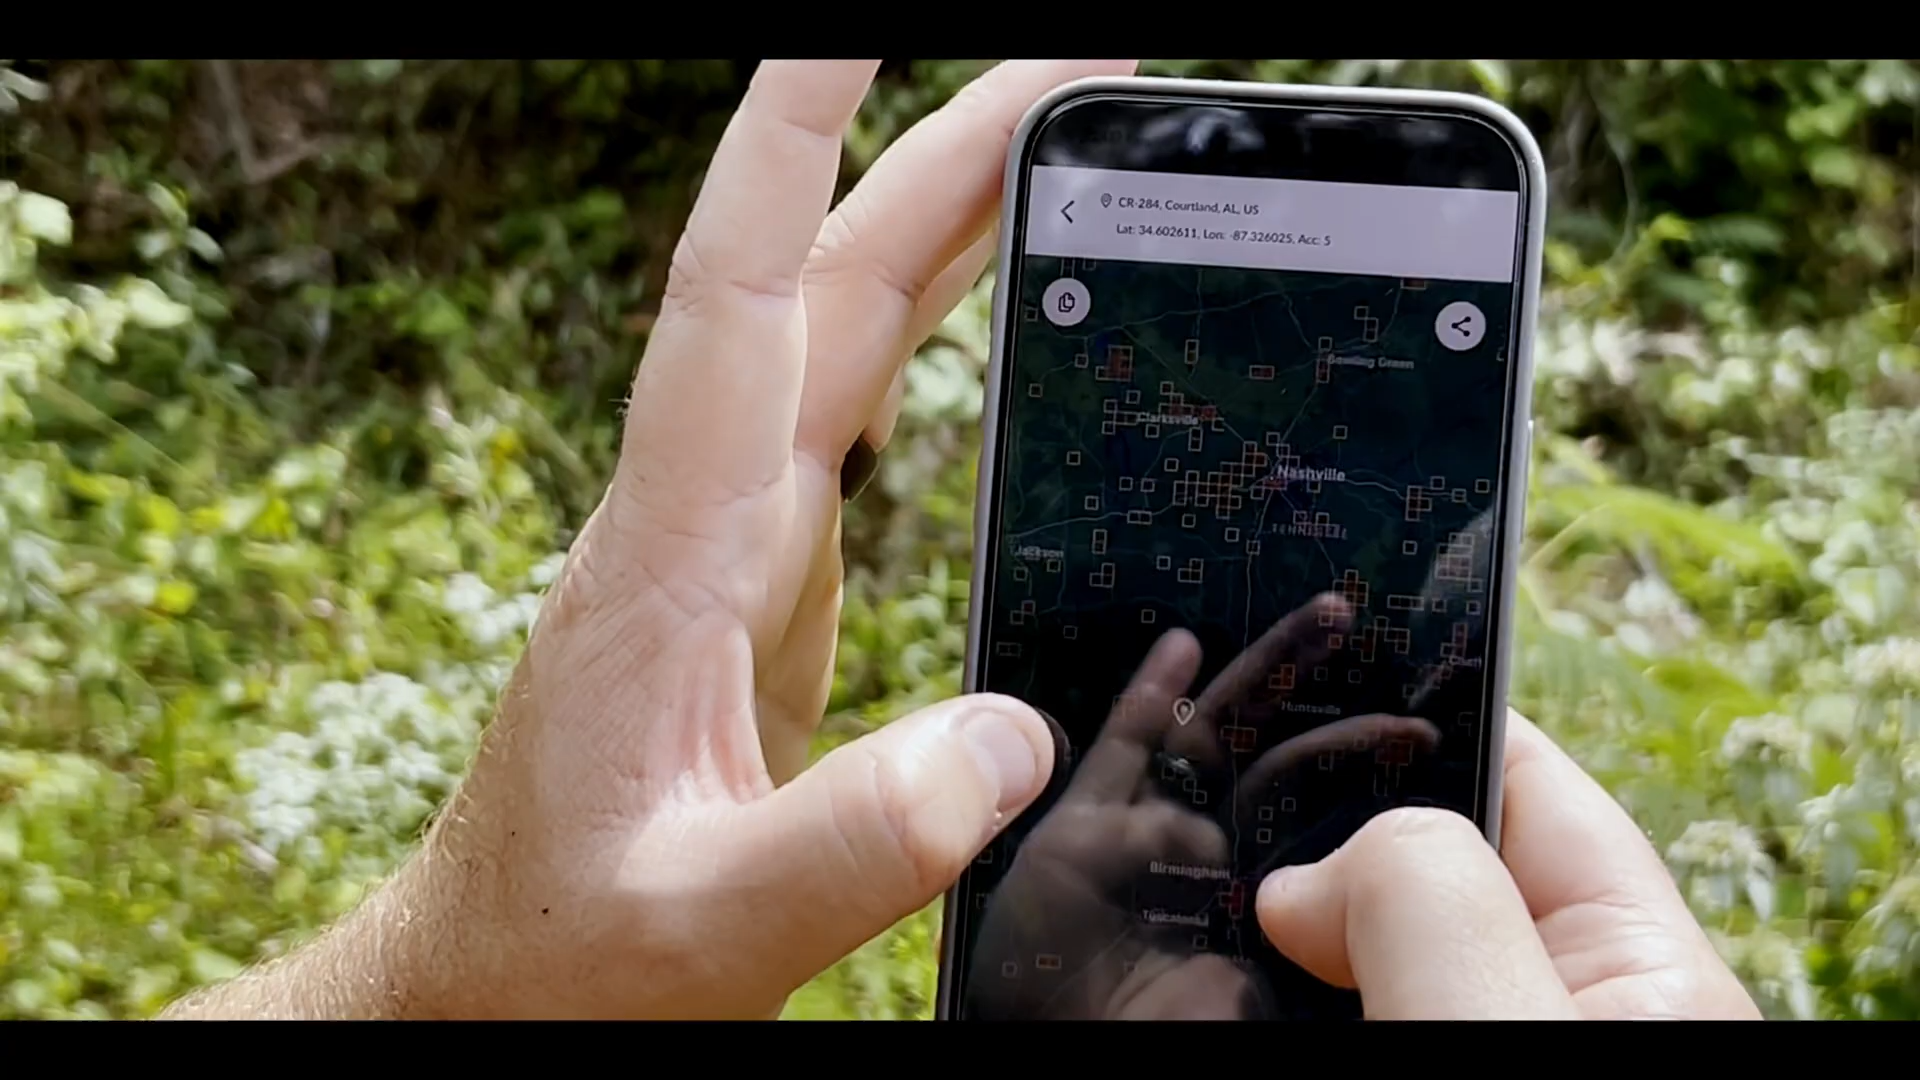 CR-284, Courtland, AL, US
Lat: 34.602611, Lon: -87.326025, Acc: 5
Bowling Green
Clarksville
Nashville
TENNESSEE
Jackson
Huntsville
Birmingham
Tuscaloosa